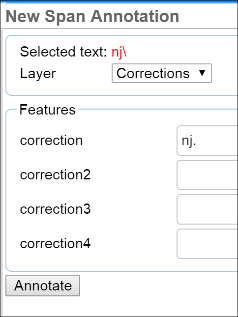 New Span Annotation
Selected text: nj\
Layer Corrections ▼
Features
correction nj.
correction2
correction3
correction4
Annotate